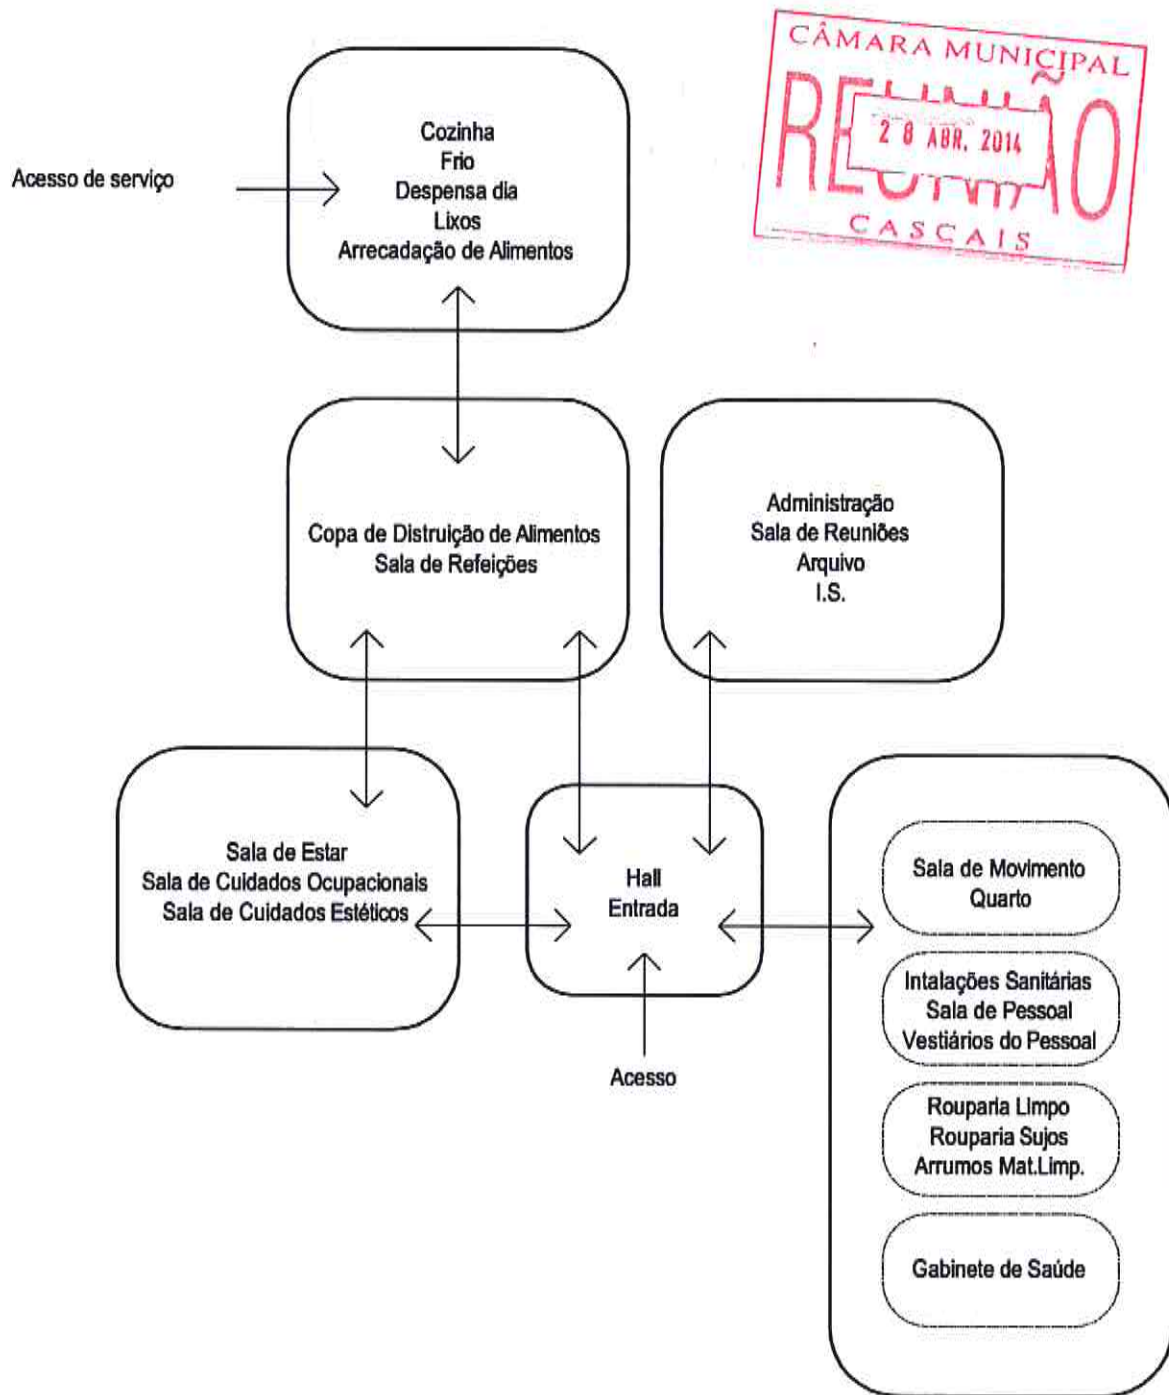 CÂMARA MUNICIPAL
REUNIÃO
28 ABR. 2014
CASCAIS
Cozinha
Frio
Despensa dia
Lixos
Arrecadação de Alimentos
Acesso de serviço
Copa de Distruição de Alimentos
Sala de Refeições
Administração
Sala de Reuniões
Arquivo
I.S.
Sala de Estar
Sala de Cuidados Ocupacionais
Sala de Cuidados Estéticos
Hall
Entrada
Acesso
Sala de Movimento
Quarto
Intalações Sanitárias
Sala de Pessoal
Vestiários do Pessoal
Rouparia Limpo
Rouparia Sujos
Arrumos Mat.Limp.
Gabinete de Saúde